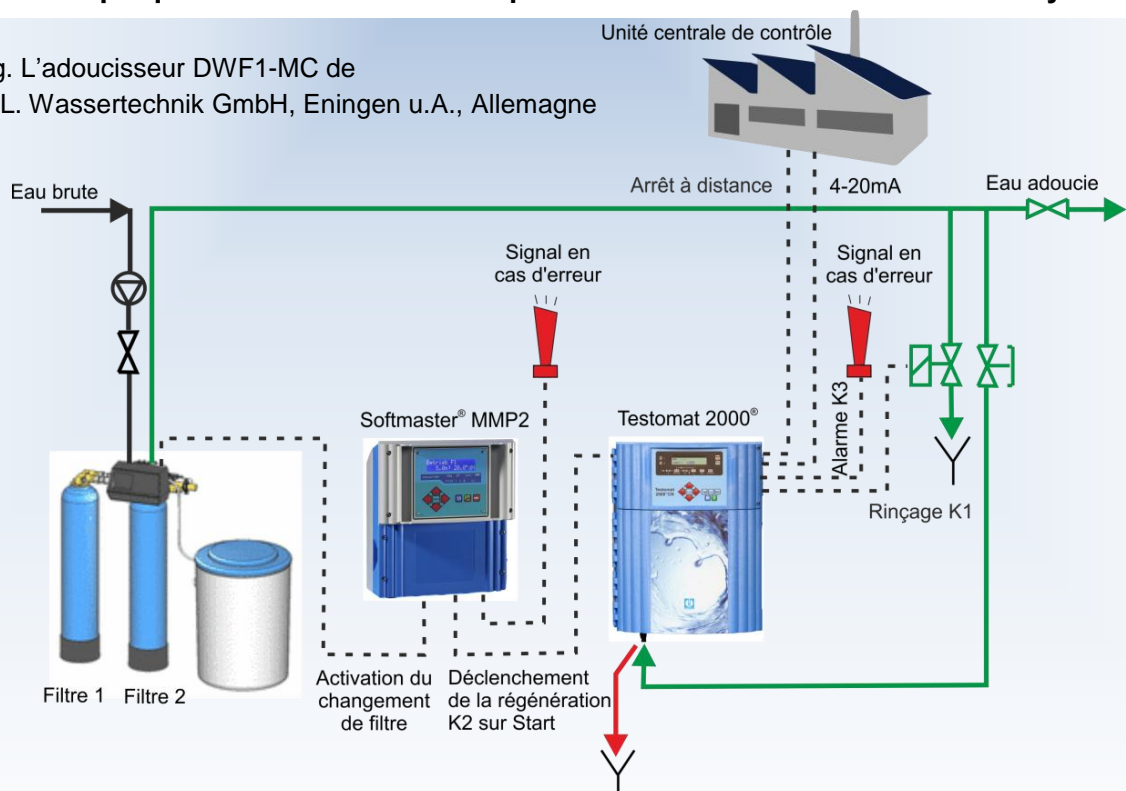 Unité centrale de contrôle
L'adoucisseur DWF1-MC de
L. Wassertechnik GmbH, Eningen u.A., Allemagne
Eau brute
Arrêt à distance
4-20mA
Eau adoucie
Signal en
cas d'erreur
Signal en
cas d'erreur
Softmaster® MMP2
Testomat 2000®
Alarme K3
Rinçage K1
Filtre 1
Filtre 2
Activation du
changement
de filtre
Déclenchement
de la régénération
K2 sur Start